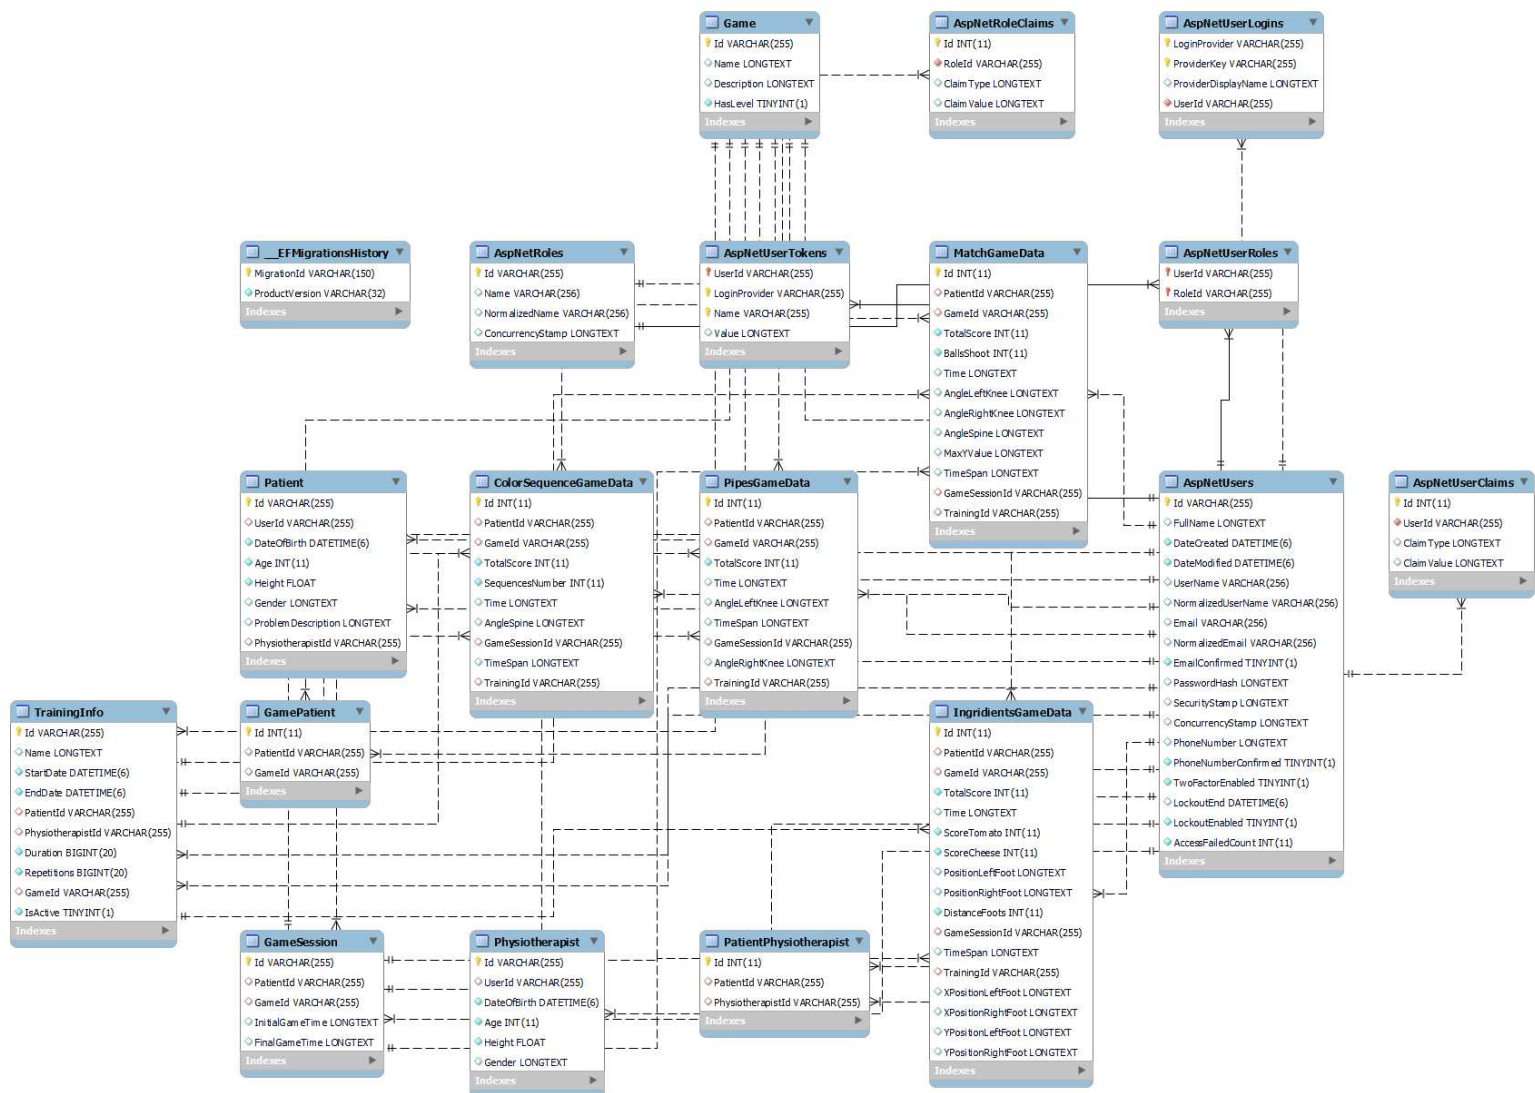 Game
Id VARCHAR(255)
Name LONGTEXT
Description LONGTEXT
HasLevel TINYINT(1)
Indexes
AspNetRoleClaims
Id INT(11)
RoleId VARCHAR(255)
ClaimType LONGTEXT
ClaimValue LONGTEXT
Indexes
AspNetUserLogins
LoginProvider VARCHAR(255)
ProviderKey VARCHAR(255)
ProviderDisplayName LONGTEXT
UserId VARCHAR(255)
Indexes
__EFMigrationsHistory
MigrationId VARCHAR(150)
ProductVersion VARCHAR(32)
Indexes
AspNetRoles
Id VARCHAR(255)
Name VARCHAR(256)
NormalizedName VARCHAR(256)
ConcurrencyStamp LONGTEXT
Indexes
AspNetUserTokens
UserId VARCHAR(255)
LoginProvider VARCHAR(255)
Name VARCHAR(255)
Value LONGTEXT
Indexes
MatchGameData
Id INT(11)
PatientId VARCHAR(255)
GameId VARCHAR(255)
TotalScore INT(11)
BallsShoot INT(11)
Time LONGTEXT
AngleLeftKnee LONGTEXT
AngleRightKnee LONGTEXT
AngleSpine LONGTEXT
MaxYValue LONGTEXT
TimeSpan LONGTEXT
GameSessionId VARCHAR(255)
TrainingId VARCHAR(255)
Indexes
AspNetUserRoles
UserId VARCHAR(255)
RoleId VARCHAR(255)
Indexes
Patient
Id VARCHAR(255)
UserId VARCHAR(255)
DateOfBirth DATETIME(6)
Age INT(11)
Height FLOAT
Gender LONGTEXT
ProblemDescription LONGTEXT
PhysiotherapistId VARCHAR(255)
Indexes
ColorSequenceGameData
Id INT(11)
PatientId VARCHAR(255)
GameId VARCHAR(255)
TotalScore INT(11)
SequencesNumber INT(11)
Time LONGTEXT
AngleSpine LONGTEXT
GameSessionId VARCHAR(255)
TimeSpan LONGTEXT
TrainingId VARCHAR(255)
Indexes
PipesGameData
Id INT(11)
PatientId VARCHAR(255)
GameId VARCHAR(255)
TotalScore INT(11)
Time LONGTEXT
AngleLeftKnee LONGTEXT
TimeSpan LONGTEXT
GameSessionId VARCHAR(255)
AngleRightKnee LONGTEXT
TrainingId VARCHAR(255)
Indexes
AspNetUsers
Id VARCHAR(255)
FullName LONGTEXT
DateCreated DATETIME(6)
DateModified DATETIME(6)
UserName VARCHAR(256)
NormalizedUserName VARCHAR(256)
Email VARCHAR(256)
NormalizedEmail VARCHAR(256)
EmailConfirmed TINYINT(1)
PasswordHash LONGTEXT
SecurityStamp LONGTEXT
ConcurrencyStamp LONGTEXT
PhoneNumber LONGTEXT
PhoneNumberConfirmed TINYINT(1)
TwoFactorEnabled TINYINT(1)
LockoutEnd DATETIME(6)
LockoutEnabled TINYINT(1)
AccessFailedCount INT(11)
Indexes
AspNetUserClaims
Id INT(11)
UserId VARCHAR(255)
ClaimType LONGTEXT
ClaimValue LONGTEXT
Indexes
TrainingInfo
Id VARCHAR(255)
Name LONGTEXT
StartDate DATETIME(6)
EndDate DATETIME(6)
PatientId VARCHAR(255)
PhysiotherapistId VARCHAR(255)
Duration BIGINT(20)
Repetitions BIGINT(20)
GameId VARCHAR(255)
IsActive TINYINT(1)
Indexes
GamePatient
Id INT(11)
PatientId VARCHAR(255)
GameId VARCHAR(255)
Indexes
IngridientsGameData
Id INT(11)
PatientId VARCHAR(255)
GameId VARCHAR(255)
TotalScore INT(11)
Time LONGTEXT
ScoreTomato INT(11)
ScoreCheese INT(11)
PositionLeftFoot LONGTEXT
PositionRightFoot LONGTEXT
DistanceFoots INT(11)
GameSessionId VARCHAR(255)
TimeSpan LONGTEXT
TrainingId VARCHAR(255)
XPositionLeftFoot LONGTEXT
XPositionRightFoot LONGTEXT
YPositionLeftFoot LONGTEXT
YPositionRightFoot LONGTEXT
Indexes
GameSession
Id VARCHAR(255)
PatientId VARCHAR(255)
GameId VARCHAR(255)
InitialGameTime LONGTEXT
FinalGameTime LONGTEXT
Indexes
Physiotherapist
Id VARCHAR(255)
UserId VARCHAR(255)
DateOfBirth DATETIME(6)
Age INT(11)
Height FLOAT
Gender LONGTEXT
Indexes
PatientPhysiotherapist
Id INT(11)
PatientId VARCHAR(255)
PhysiotherapistId VARCHAR(255)
Indexes